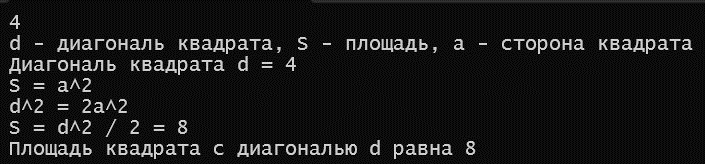 4
d - диагональ квадрата, S - площадь, a - сторона квадрата
Диагональ квадрата d = 4
S = a^2
d^2 = 2a^2
S = d^2 / 2 = 8
Площадь квадрата с диагональю d равна 8